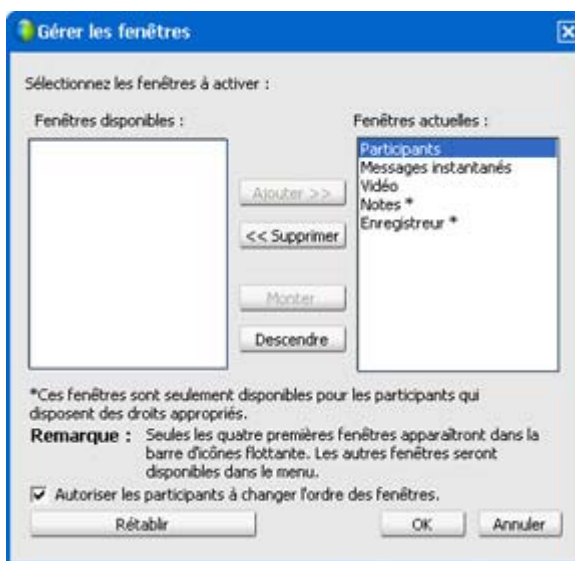 Gérer les fenêtres
Sélectionnez les fenêtres à activer :
Fenêtres disponibles :
Fenêtres actuelles :
Participants
Messages instantanés
Vidéo
Notes *
Enregistreur *
Ajouter >>
<< Supprimer
Monter
Descendre
*Ces fenêtres sont seulement disponibles pour les participants qui
disposent des droits appropriés.
Remarque : Seules les quatre premières fenêtres apparaîtront dans la
barre d'icônes flottante. Les autres fenêtres seront
disponibles dans le menu.
Autoriser les participants à changer l'ordre des fenêtres.
Rétablir
OK
Annuler